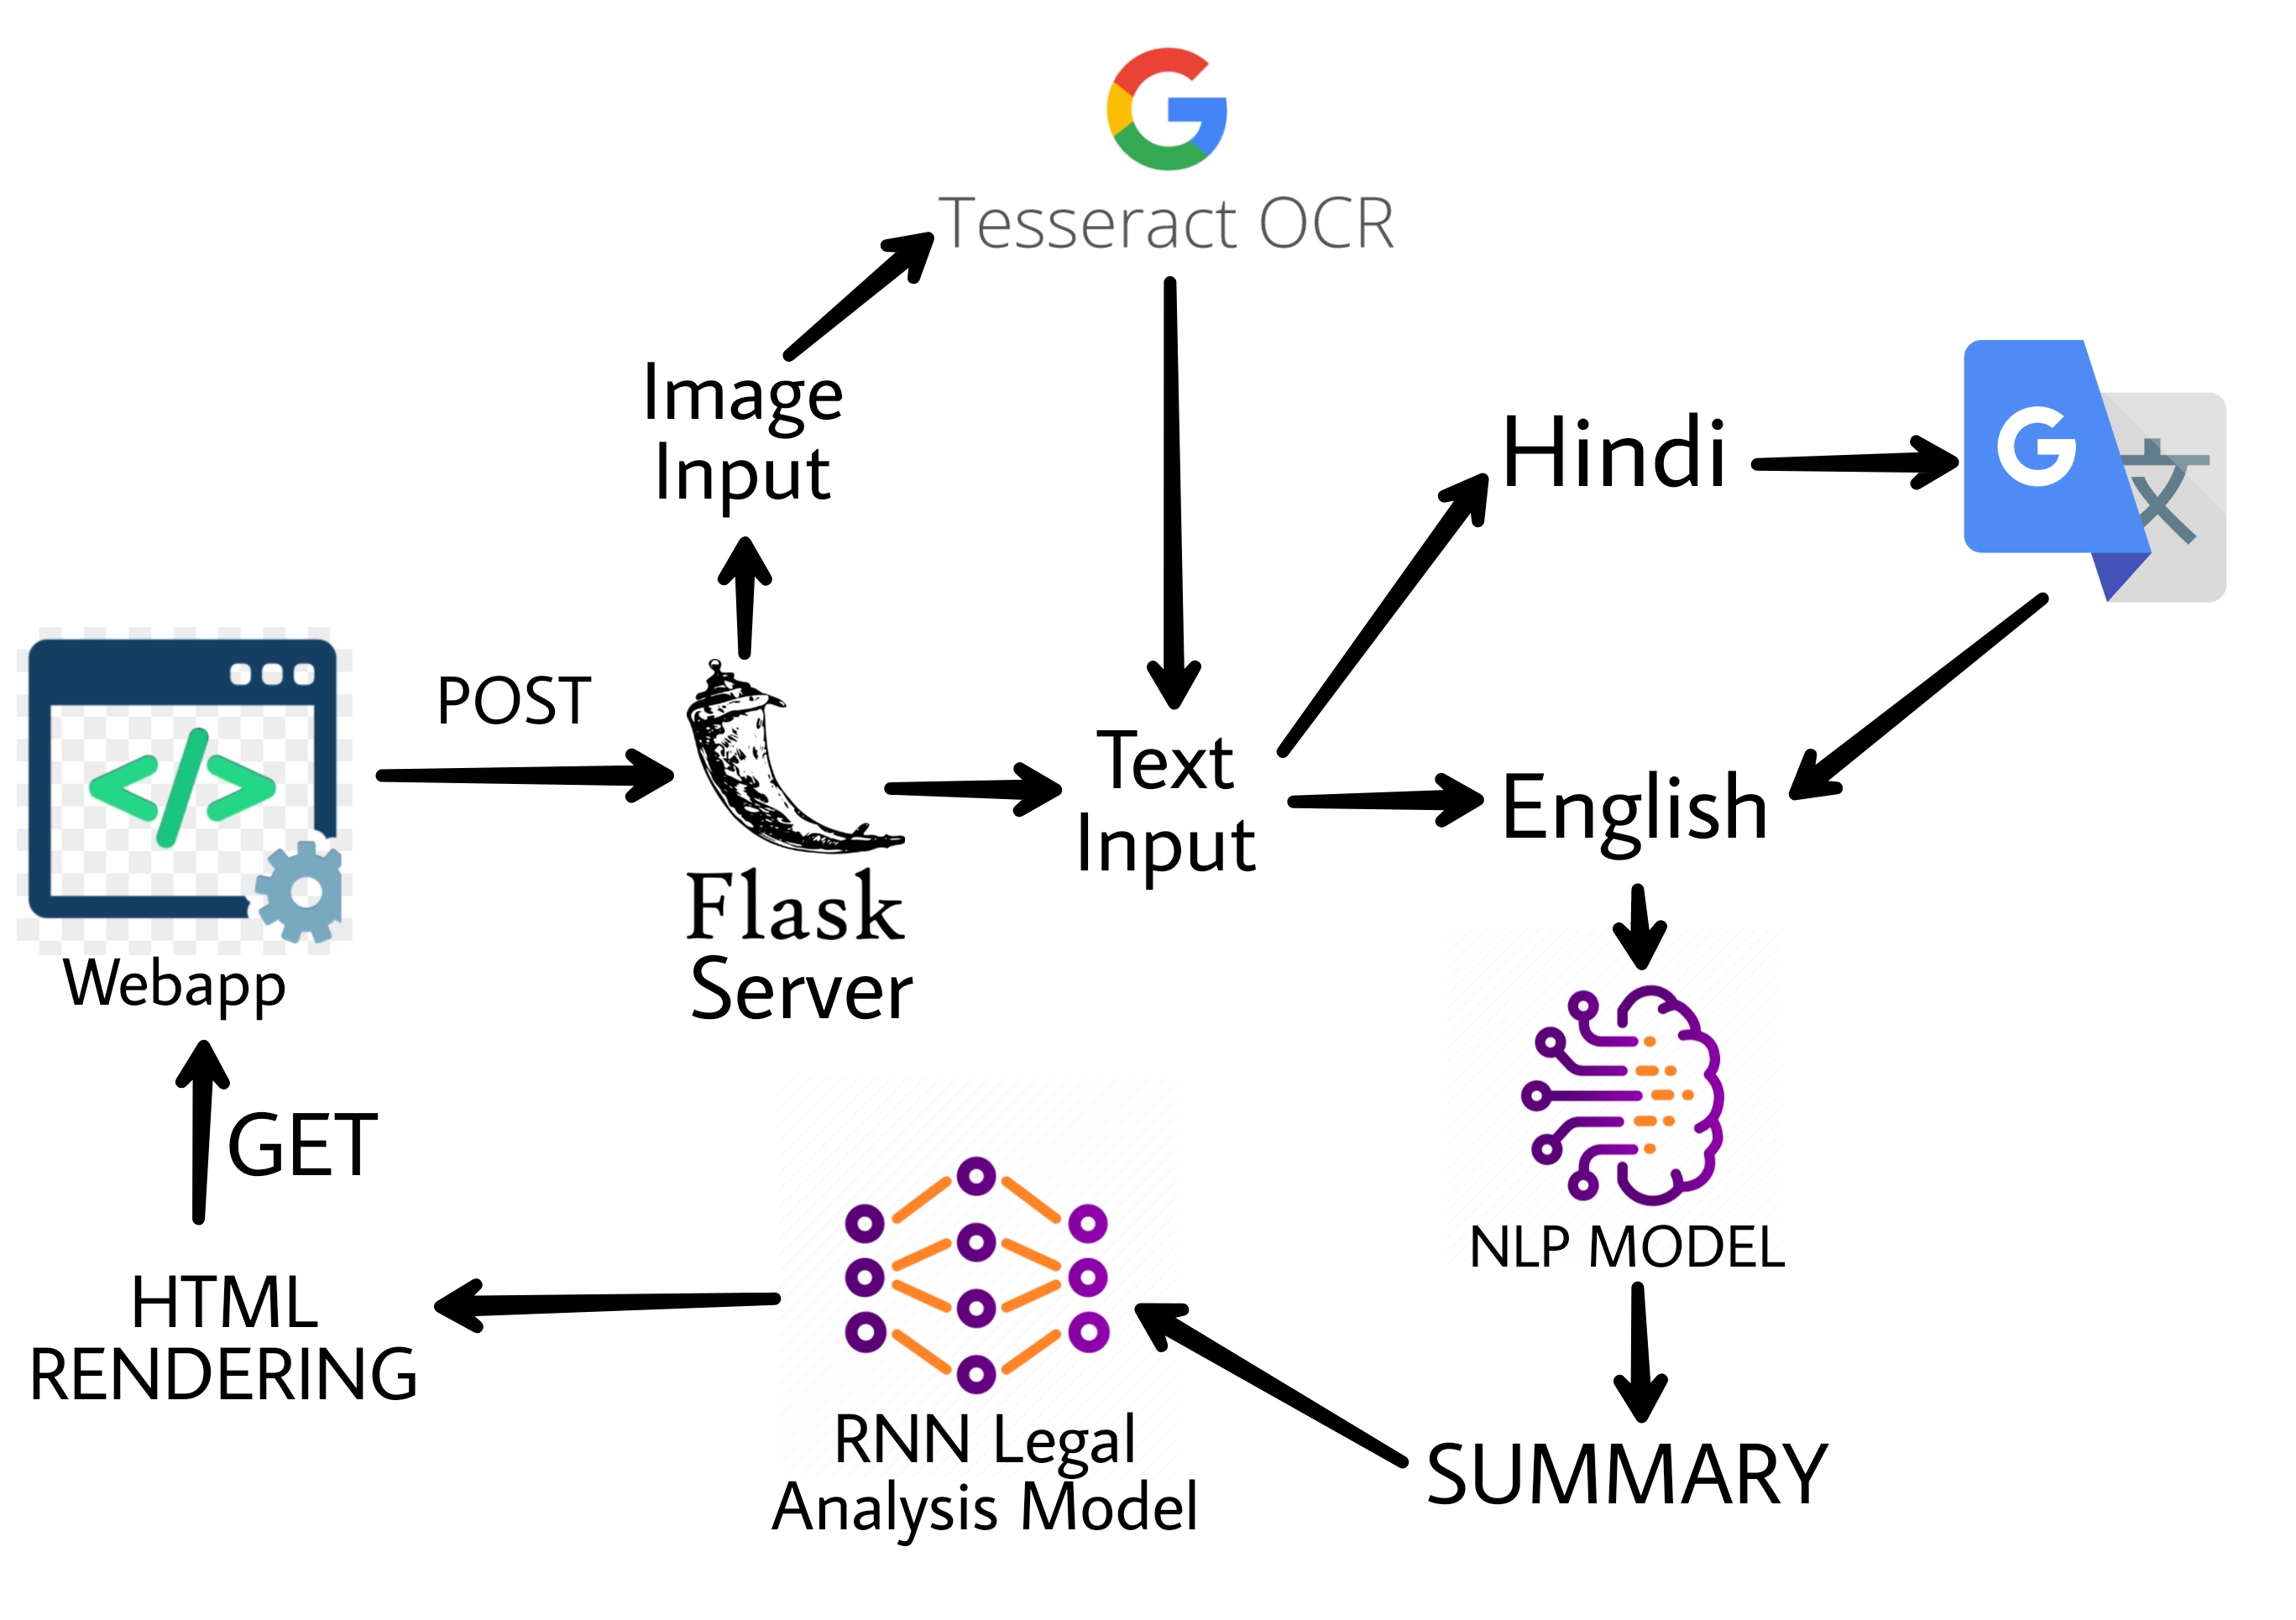 Tesseract OCR
Image
Input
Hindi
G
文
POST
Text
Input
English
Flask
Server
Webapp
GET
NLP MODEL
HTML
RENDERING
RNN Legal
Analysis Model
SUMMARY